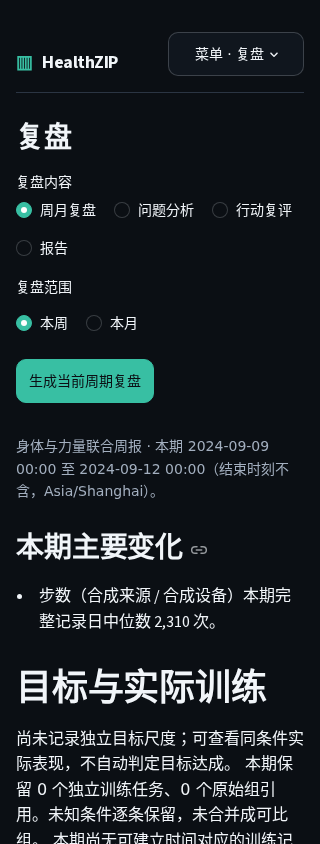 HealthZIP
菜单 · 复盘
复盘
复盘内容
周月复盘 问题分析 行动复评
报告
复盘范围
本周 本月
生成当前周期复盘
身体与力量联合周报 · 本期 2024-09-09
00:00 至 2024-09-12 00:00（结束时刻不
含，Asia/Shanghai）。
本期主要变化
• 步数（合成来源 / 合成设备）本期完
整记录日中位数 2,310 次。
目标与实际训练
尚未记录独立目标尺度；可查看同条件实
际表现，不自动判定目标达成。 本期保
留 0 个独立训练任务、0 个原始组引
用。未知条件逐条保留，未合并成可比
组。 本期尚无可建立时间对应的训练记